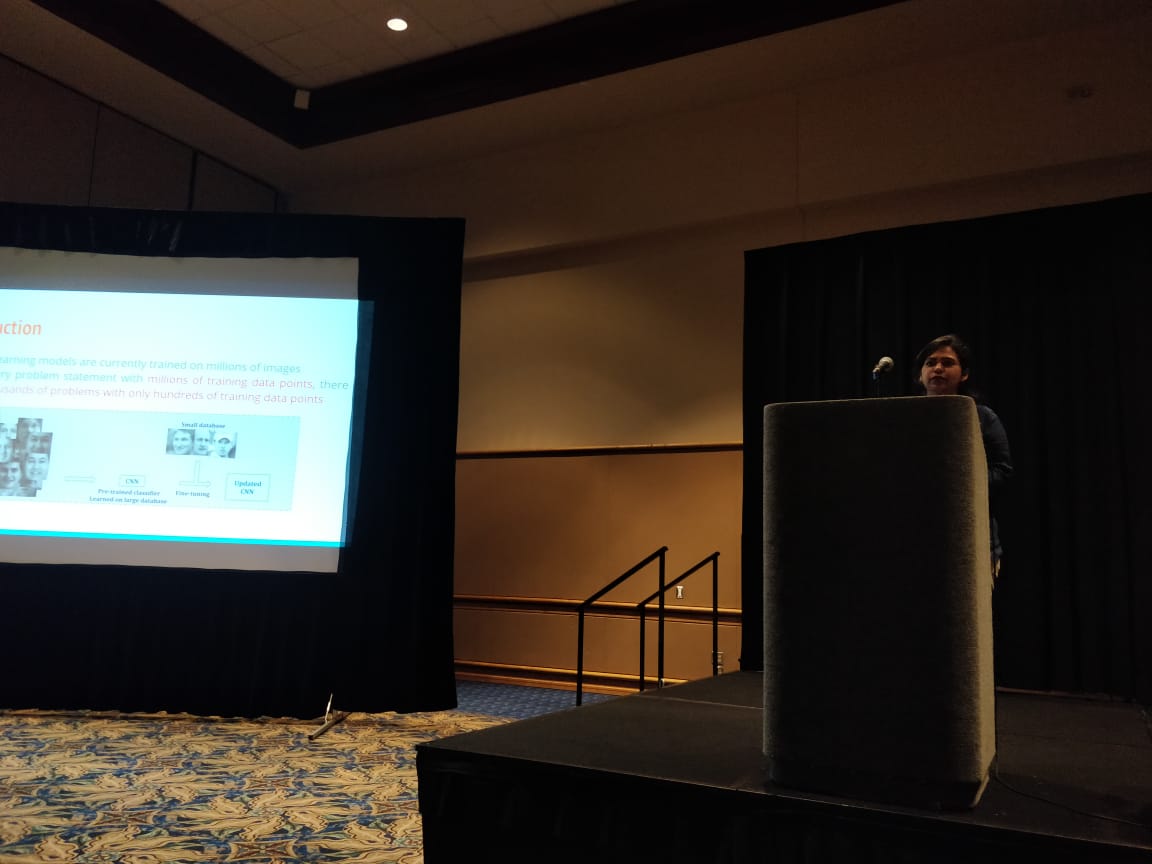 uction
earning models are currently trained on millions of images
ry problem statement with millions of training data points, there
usands of problems with only hundreds of training data points
Small database
CNN
Pre-trained classifier
Learned on large database
Fine-tuning
Updated
CNN